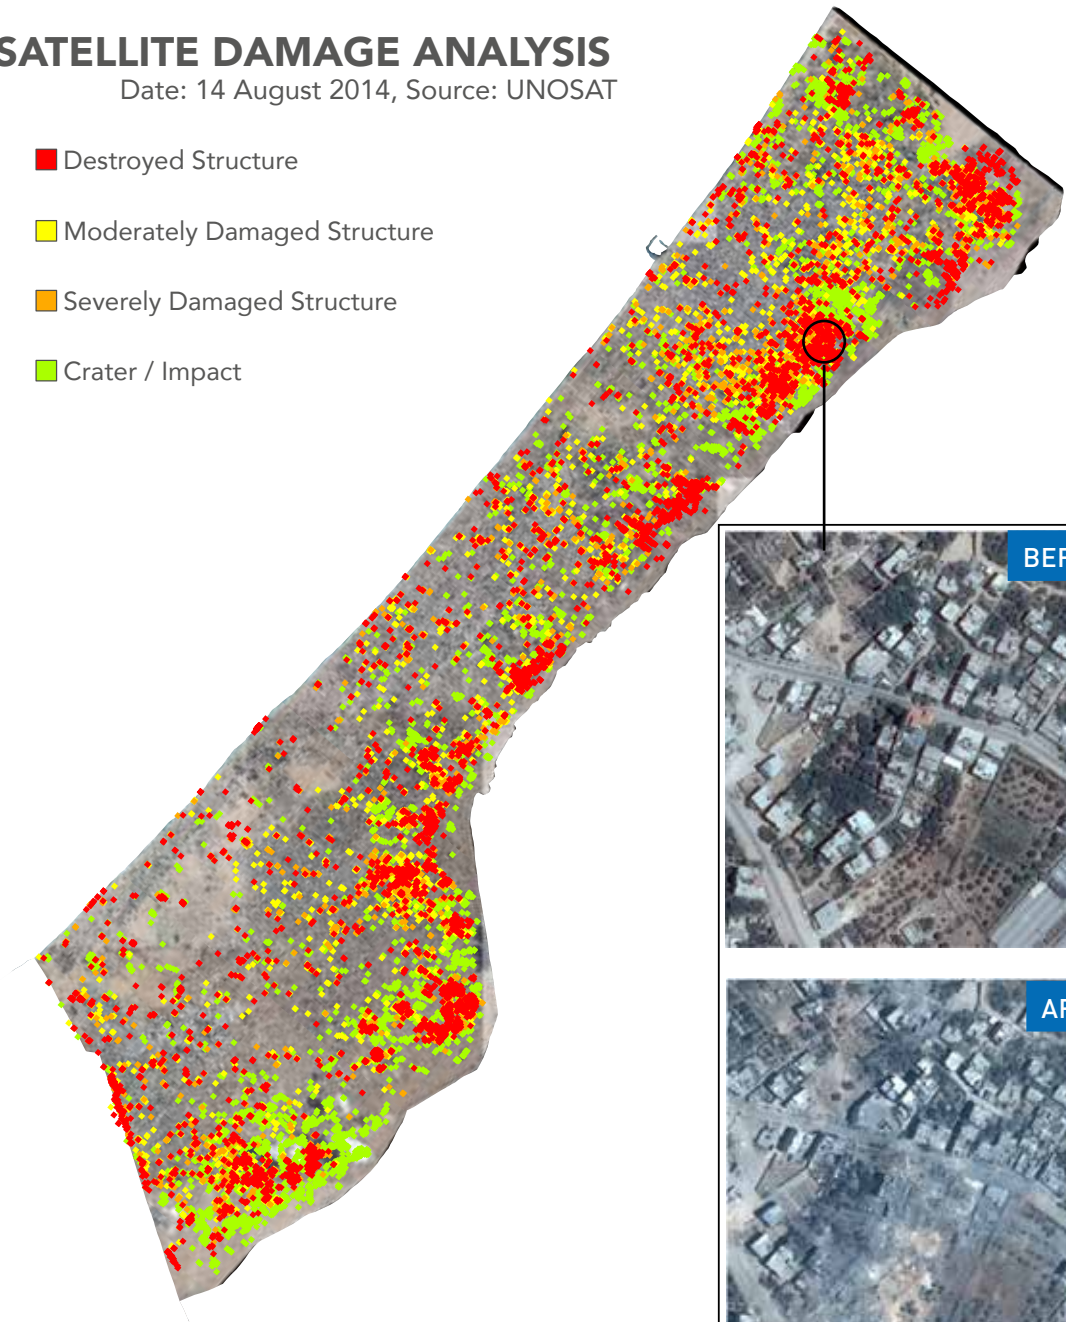 SATELLITE DAMAGE ANALYSIS
Date: 14 August 2014, Source: UNOSAT
Destroyed Structure
Moderately Damaged Structure
Severely Damaged Structure
Crater / Impact